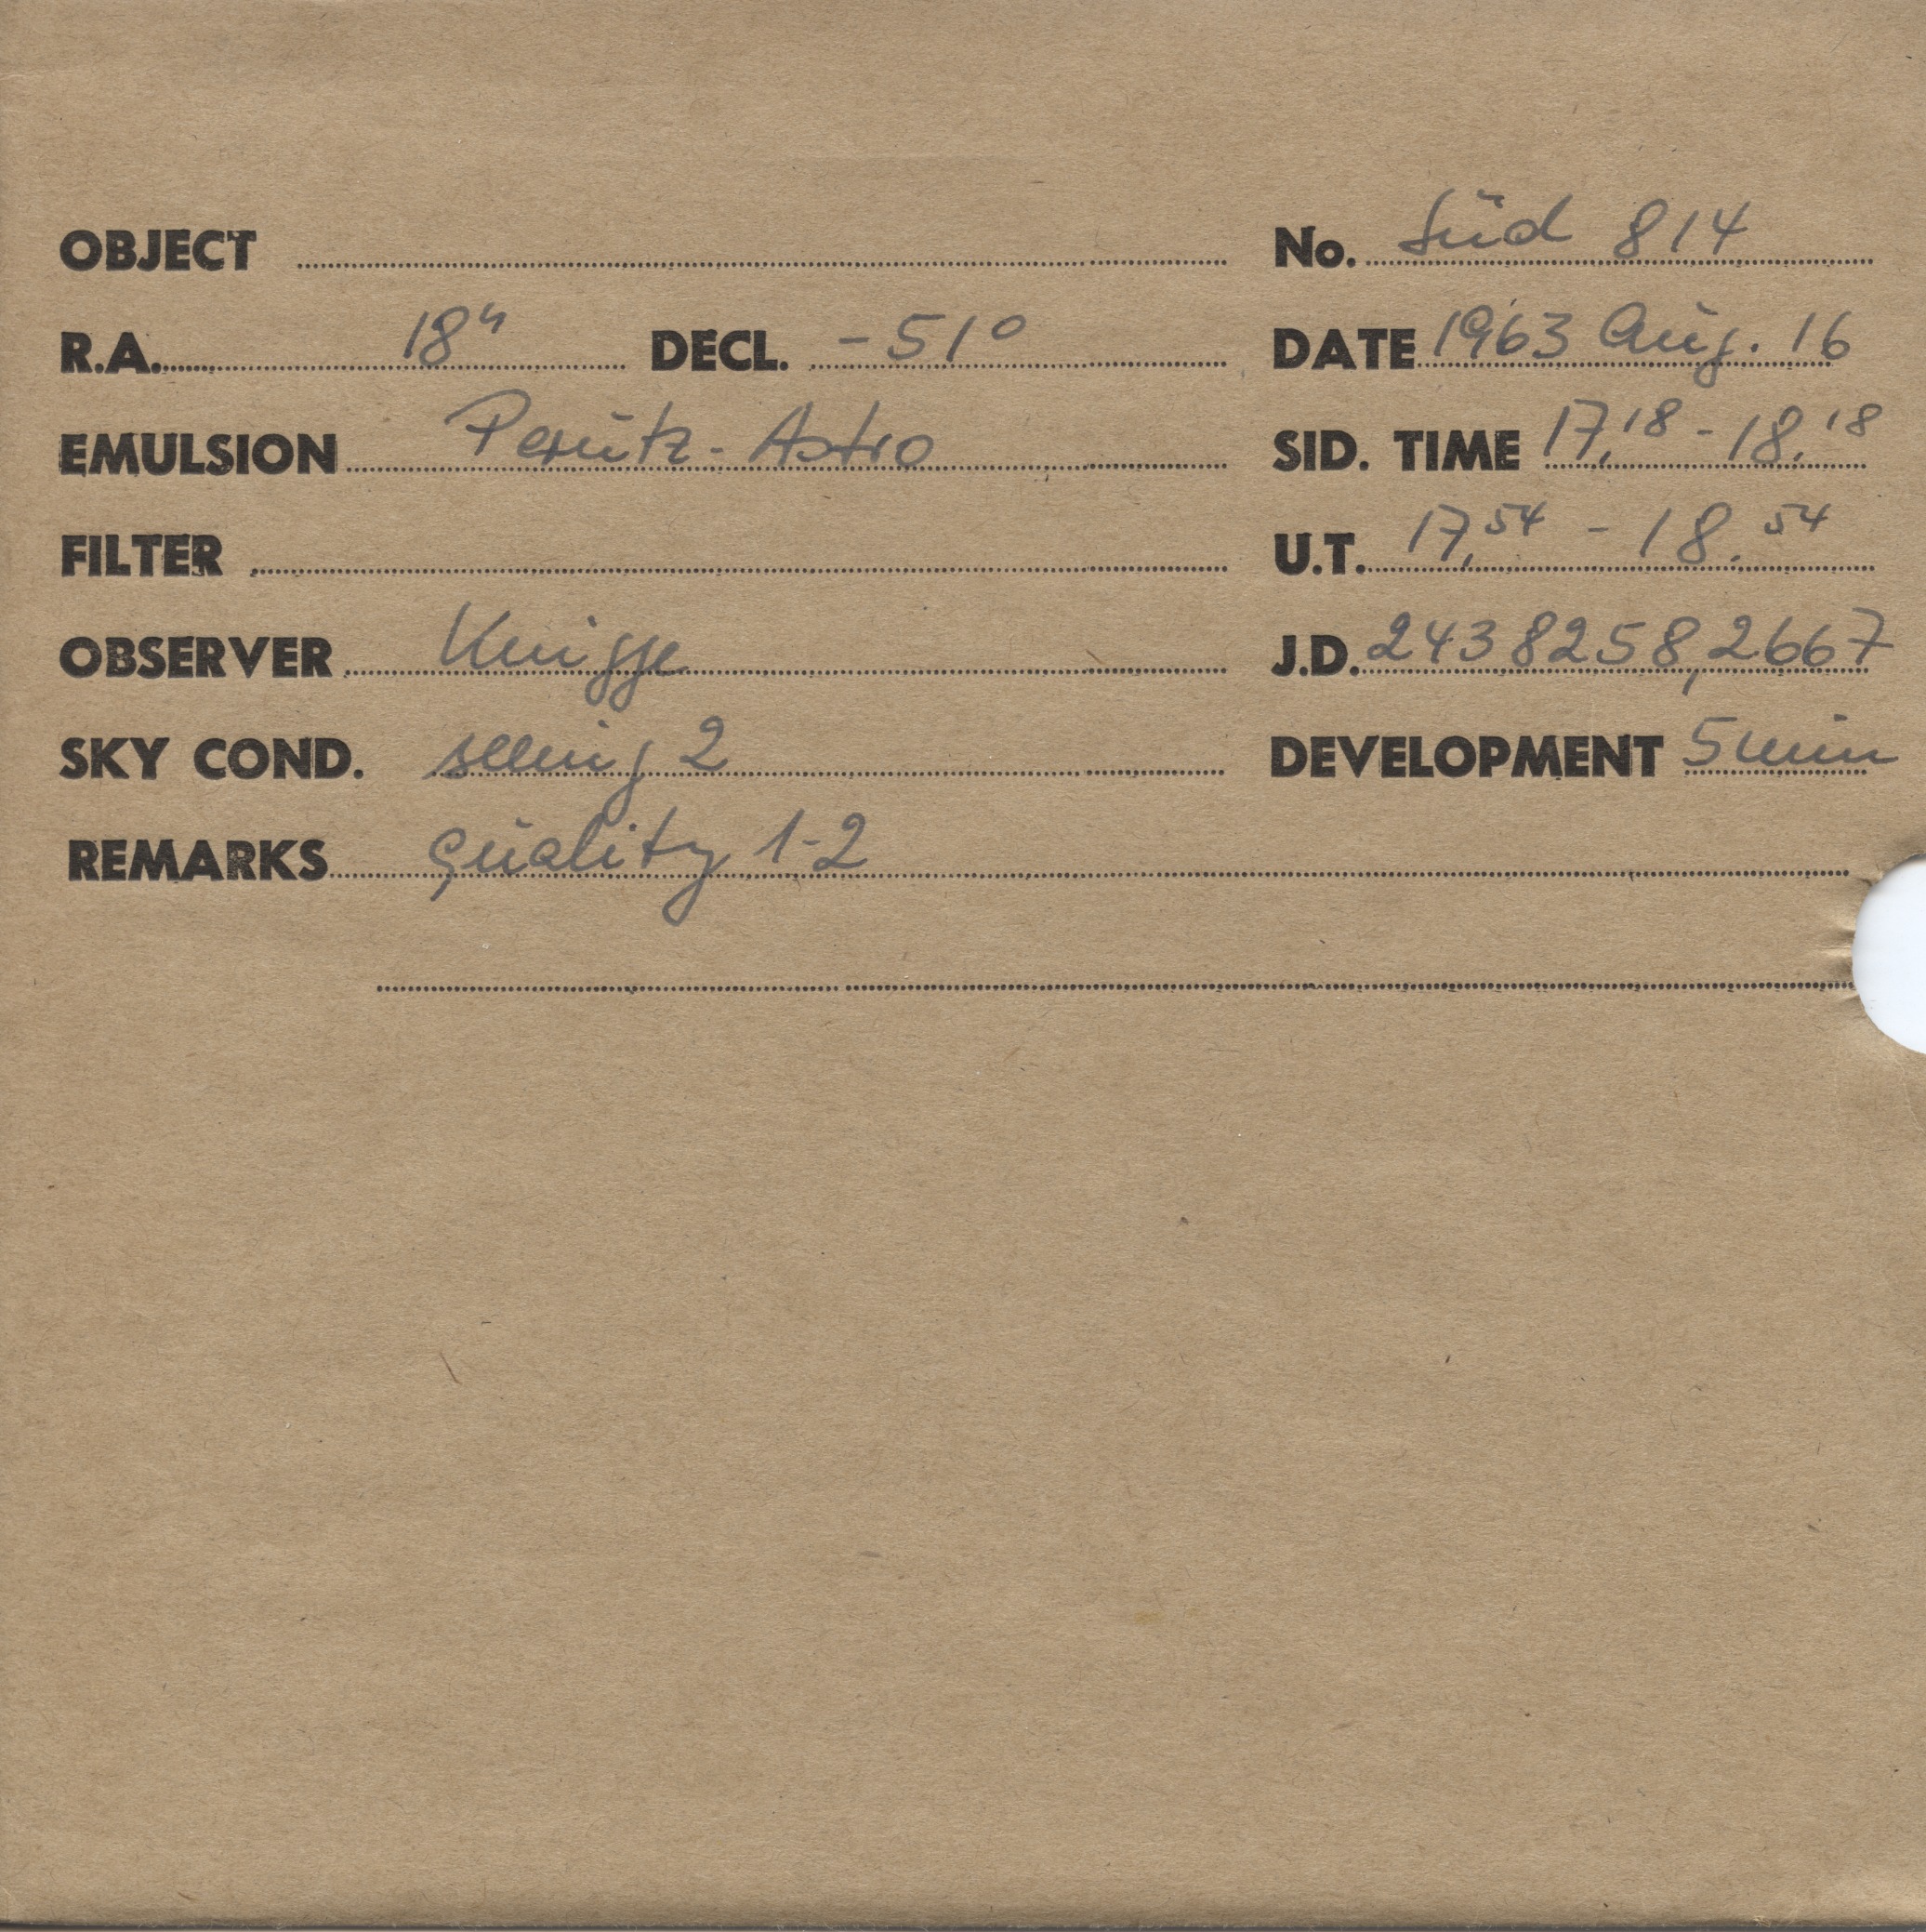 OBJECT No. Süd 814
R.A. 18h DECL. -51° DATE 1963 Aug. 16
EMULSION Perutz-Astro SID. TIME 17,18 - 18.18
FILTER U.T. 17,54 - 18.54
OBSERVER Knigge J.D. 2438258,2667
SKY COND. seeing 2 DEVELOPMENT 5 min
REMARKS quality 1-2